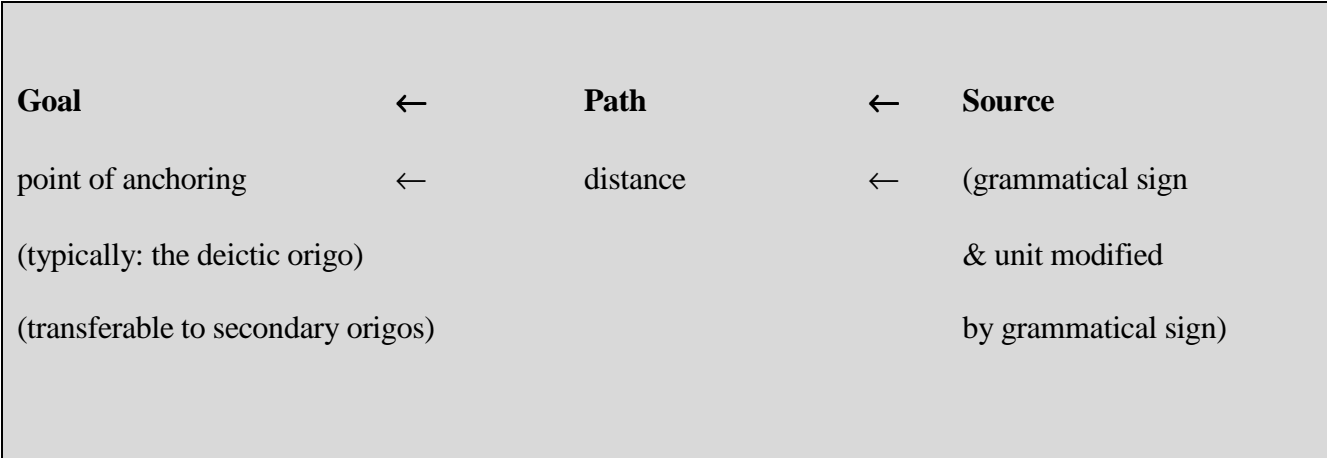 Goal ← Path ← Source
point of anchoring ← distance ← (grammatical sign
(typically: the deictic origo) & unit modified
(transferable to secondary origos) by grammatical sign)